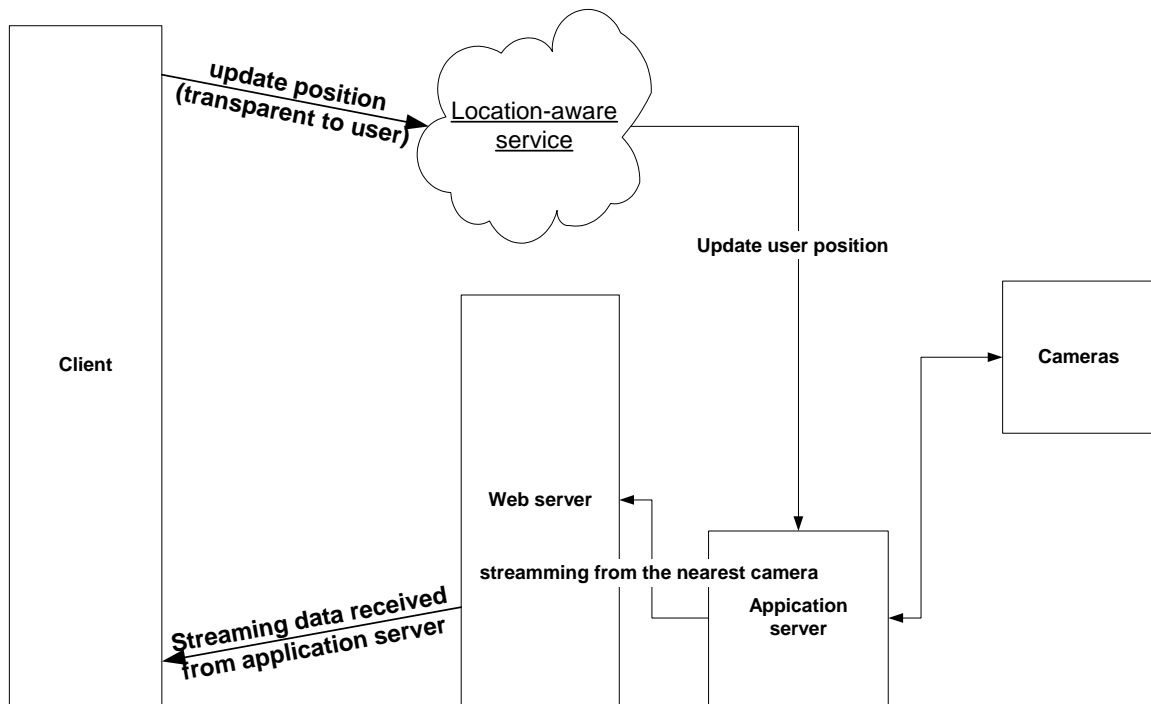 update position
(transparent to user)
Location-aware
service
Update user position
Client
Cameras
Web server
streamming from the nearest camera
Appication
server
Streaming data received
from application server